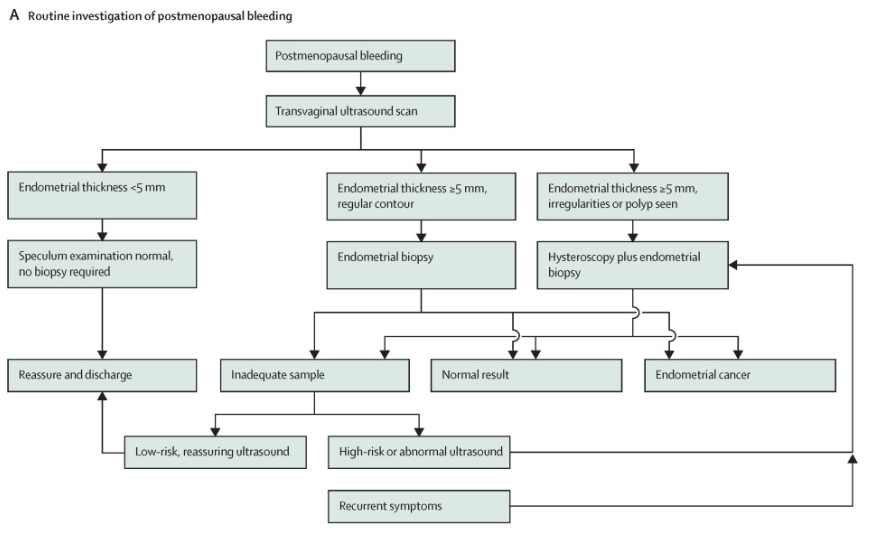 A Routine investigation of postmenopausal bleeding
Postmenopausal bleeding
Transvaginal ultrasound scan
Endometrial thickness <5 mm
Endometrial thickness ≥5 mm,
regular contour
Endometrial thickness ≥5 mm,
irregularities or polyp seen
Speculum examination normal,
no biopsy required
Endometrial biopsy
Hysteroscopy plus endometrial
biopsy
Reassure and discharge
Inadequate sample
Normal result
Endometrial cancer
Low-risk, reassuring ultrasound
High-risk or abnormal ultrasound
Recurrent symptoms